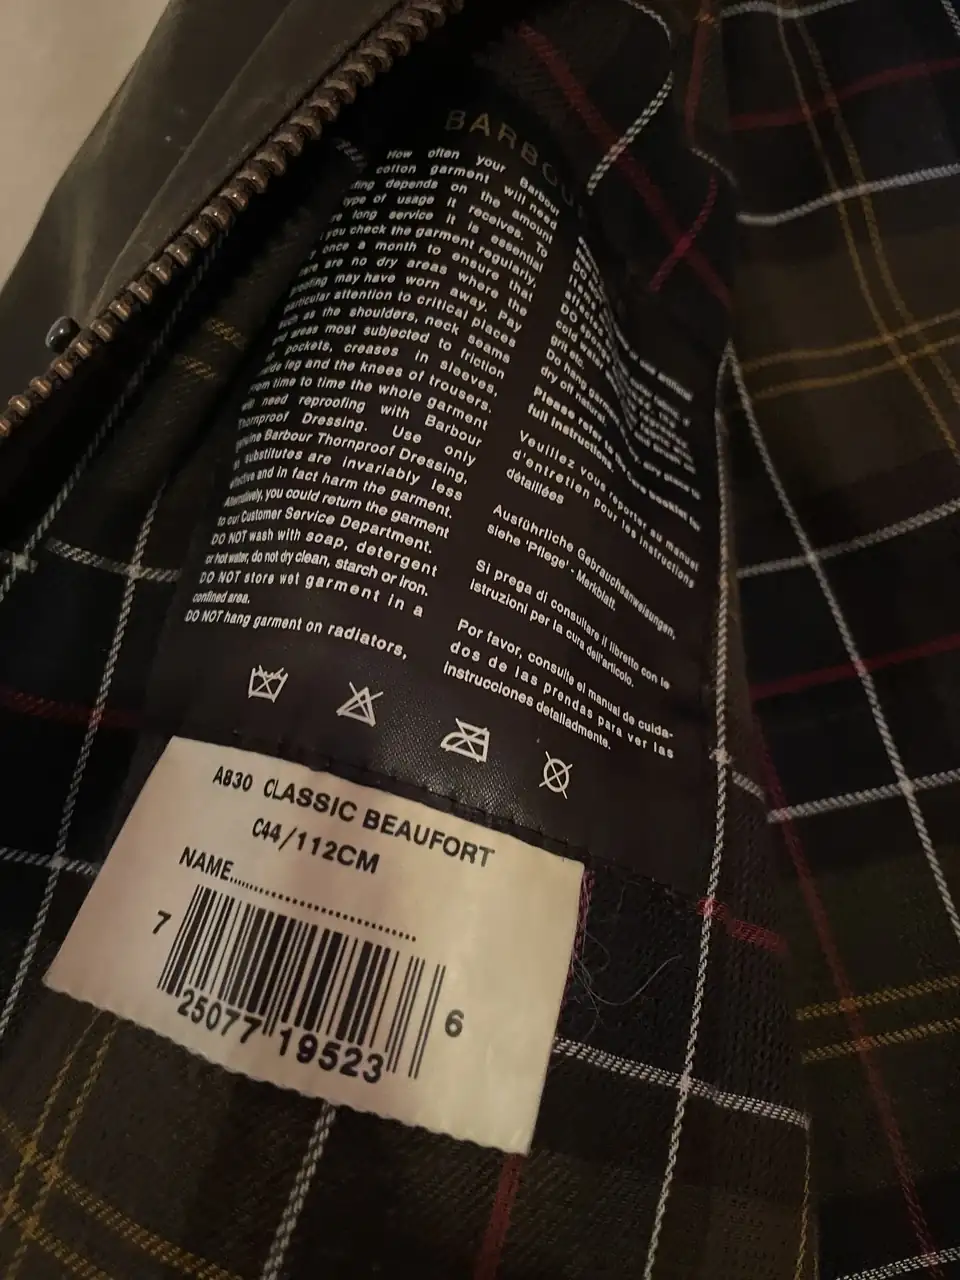 BARBOU
How often your Barbour
cotton garment will need
depends on the amount
type of usage it receives. To
long service it is essential
you check the garment regularly,
once a month to ensure that
are no dry areas where the
may have worn away. Pay
particular attention to critical places
such as the shoulders, neck seams
and areas most subjected to friction
pockets, creases in sleeves,
leg and the knees of trousers.
From time to time the whole garment
will need reproofing with Barbour
Thornproof Dressing. Use only
genuine Barbour Thornproof Dressing,
substitutes are invariably less
effective and in fact harm the garment.
Alternatively, you could return the garment
to our Customer Service Department.
DO NOT wash with soap, detergent
or hot water, do not dry clean, starch or iron.
DO NOT store wet garment in a
confined area.
DO NOT hang garment on radiators,
grit etc.
Do hang garment
dry off naturally.
Please refer to
full instructions.
Veuillez vous reporter au manuel
d'entretien pour les instructions
détaillées
Ausführliche Gebrauchsanweisungen,
siehe 'Pflege' - Merkblatt.
Si prega di consultare il libretto con le
istruzioni per la cura dell'articolo.
Por favor, consulte el manual de cuida-
dos de las prendas para ver las
instrucciones detalladmente.
A830 CLASSIC BEAUFORT
C44/112CM
NAME..............................
7 25077 19523 6